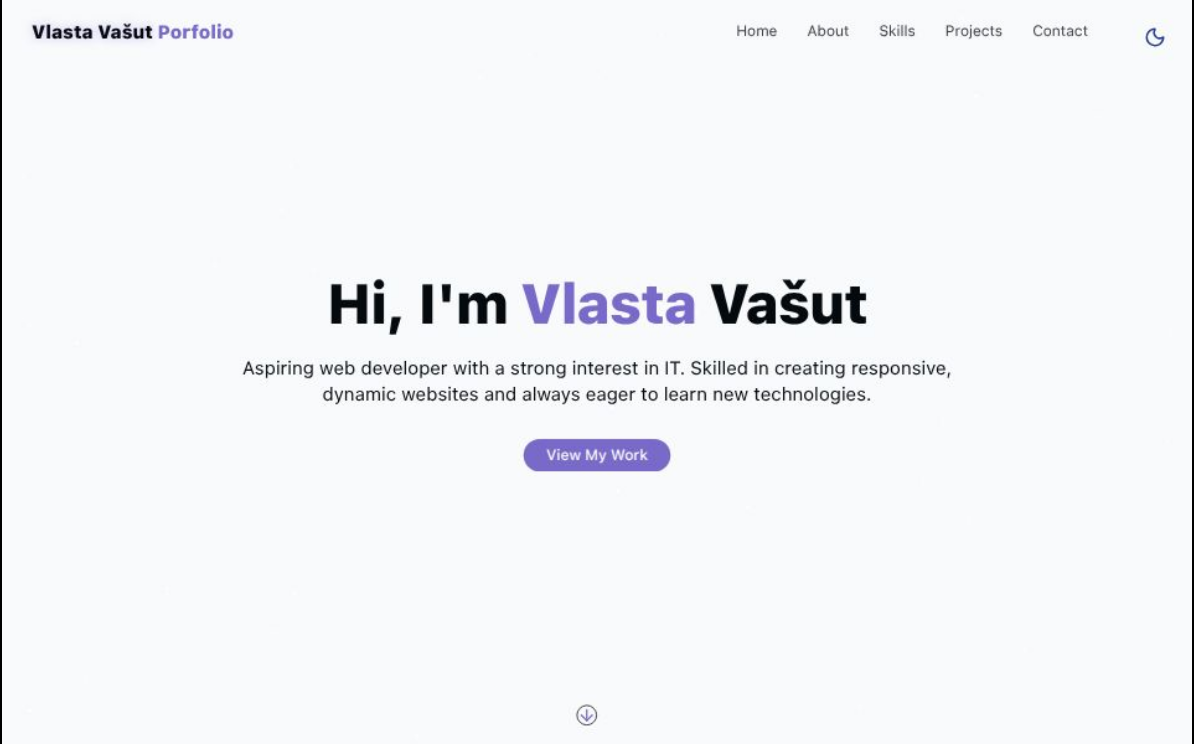 Vlasta Vašut Porfolio
Home About Skills Projects Contact
Hi, I'm Vlasta Vašut
Aspiring web developer with a strong interest in IT. Skilled in creating responsive,
dynamic websites and always eager to learn new technologies.
View My Work